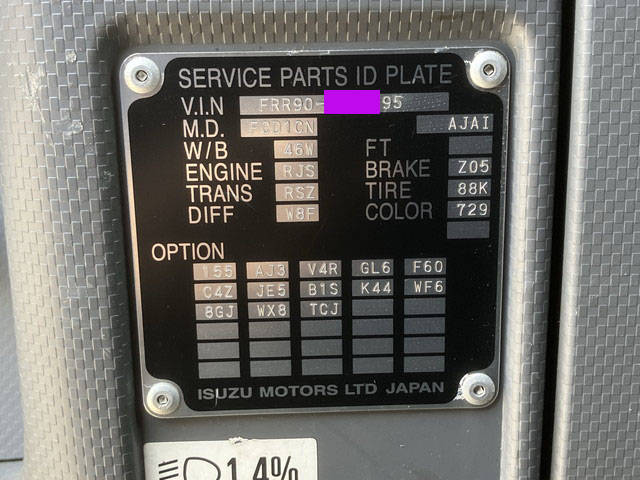 SERVICE PARTS ID PLATE
V.I.N FRR90- 95
M.D. AJAI
W/B 46W FT
ENGINE RJS BRAKE Z05
TRANS RSZ TIRE 88K
DIFF W8F COLOR 729
OPTION
155 AJ3 V4R GL6 F60
C4Z JE5 B1S K44 WF6
8GJ WX8 TCJ
ISUZU MOTORS LTD JAPAN
1.4%